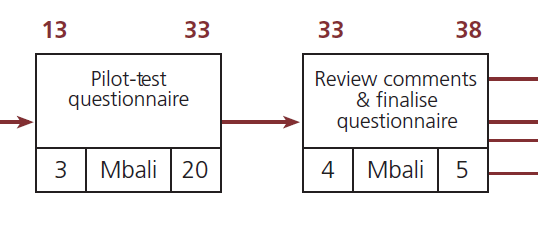 13 33 33 38
Pilot-test
questionnaire
Review comments
& finalise
questionnaire
3 Mbali 20
4 Mbali 5